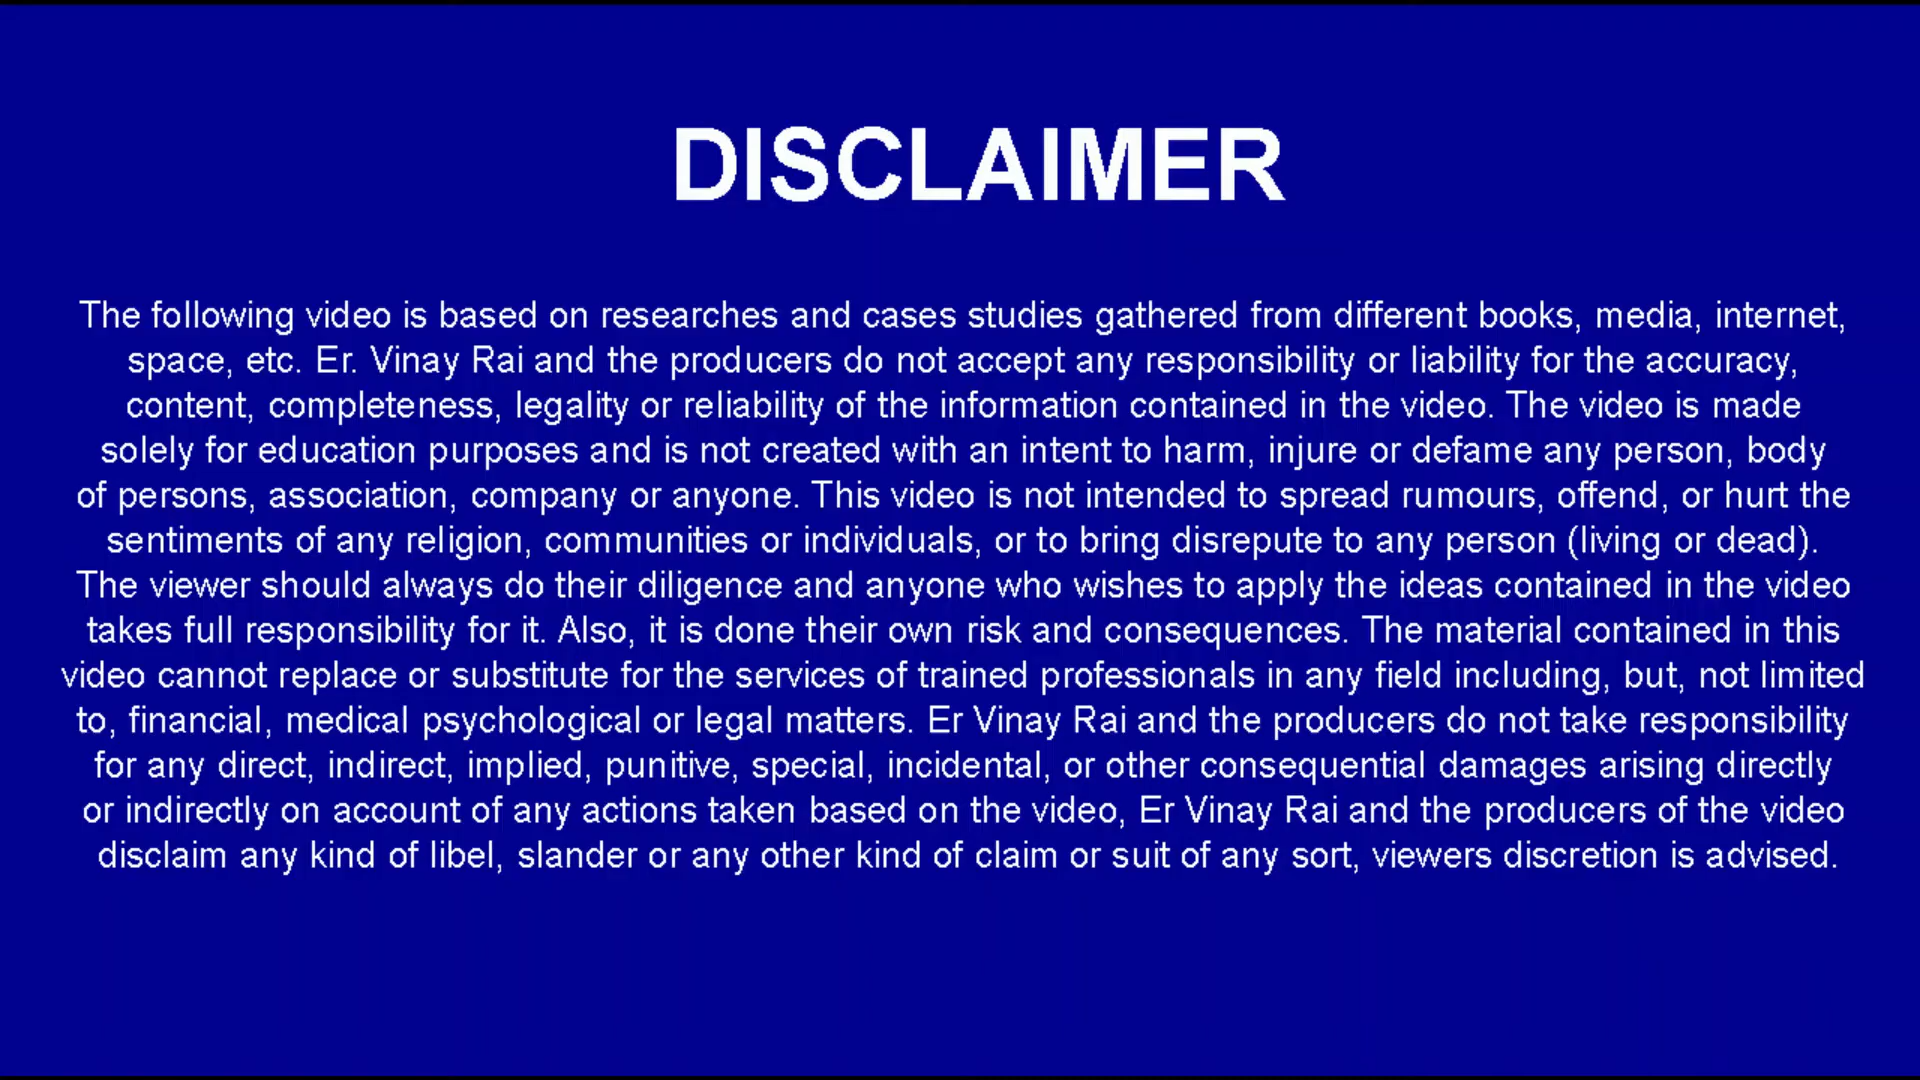 DISCLAIMER
The following video is based on researches and cases studies gathered from different books, media, internet,
space, etc. Er. Vinay Rai and the producers do not accept any responsibility or liability for the accuracy,
content, completeness, legality or reliability of the information contained in the video. The video is made
solely for education purposes and is not created with an intent to harm, injure or defame any person, body
of persons, association, company or anyone. This video is not intended to spread rumours, offend, or hurt the
sentiments of any religion, communities or individuals, or to bring disrepute to any person (living or dead).
The viewer should always do their diligence and anyone who wishes to apply the ideas contained in the video
takes full responsibility for it. Also, it is done their own risk and consequences. The material contained in this
video cannot replace or substitute for the services of trained professionals in any field including, but, not limited
to, financial, medical psychological or legal matters. Er Vinay Rai and the producers do not take responsibility
for any direct, indirect, implied, punitive, special, incidental, or other consequential damages arising directly
or indirectly on account of any actions taken based on the video, Er Vinay Rai and the producers of the video
disclaim any kind of libel, slander or any other kind of claim or suit of any sort, viewers discretion is advised.